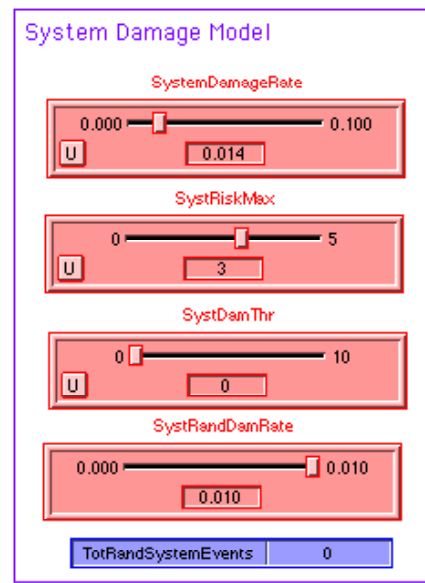 System Damage Model
SystemDamageRate
0.000 0.100
U 0.014
SystRiskMax
0 5
U 3
SystDamThr
0 10
U 0
SystRandDamRate
0.000 0.010
0.010
TotRandSystemEvents 0